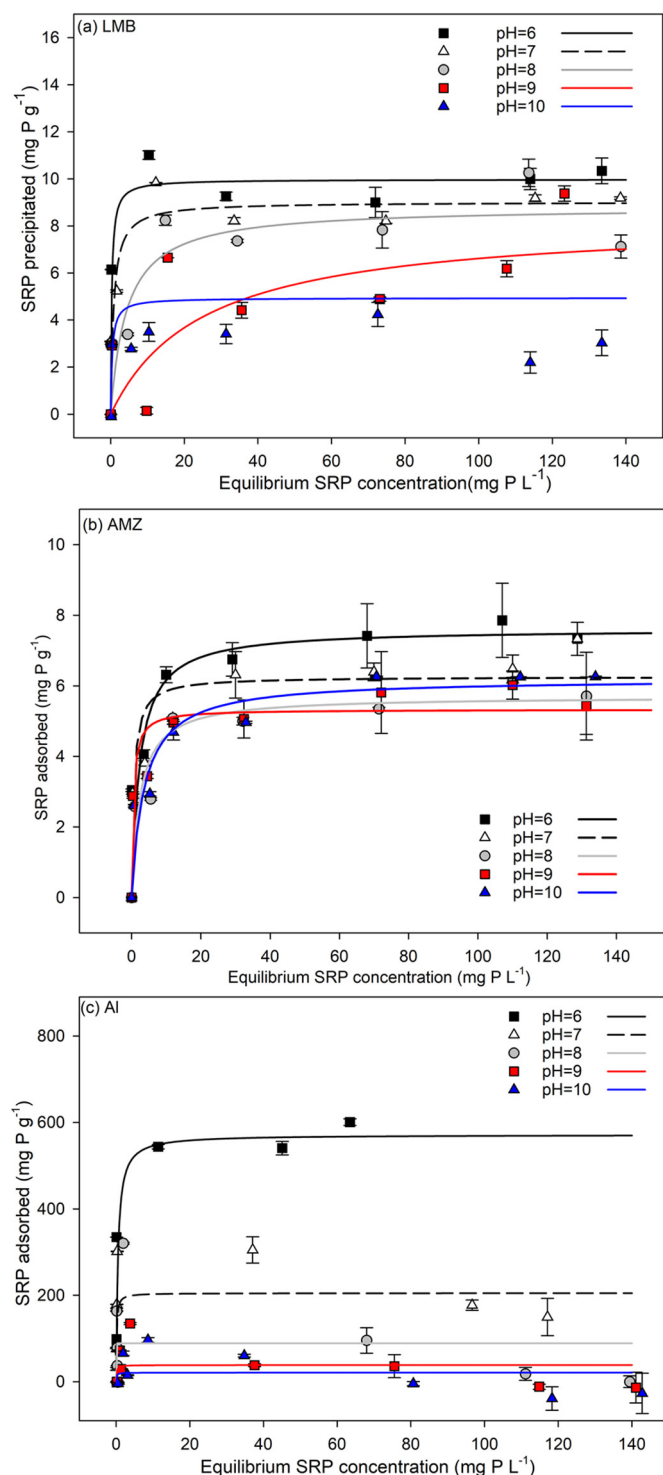 (a) LMB
pH=6
pH=7
pH=8
pH=9
pH=10
16
14
12
10
8
6
4
2
0
SRP precipitated (mg P g⁻¹)
0 20 40 60 80 100 120 140
Equilibrium SRP concentration(mg P L⁻¹)
(b) AMZ
10
8
6
4
2
0
SRP adsorbed (mg P g⁻¹)
pH=6
pH=7
pH=8
pH=9
pH=10
0 20 40 60 80 100 120 140
Equilibrium SRP concentration (mg P L⁻¹)
(c) Al
pH=6
pH=7
pH=8
pH=9
pH=10
800
600
400
200
0
SRP adsorbed (mg P g⁻¹)
0 20 40 60 80 100 120 140
Equilibrium SRP concentration (mg P L⁻¹)